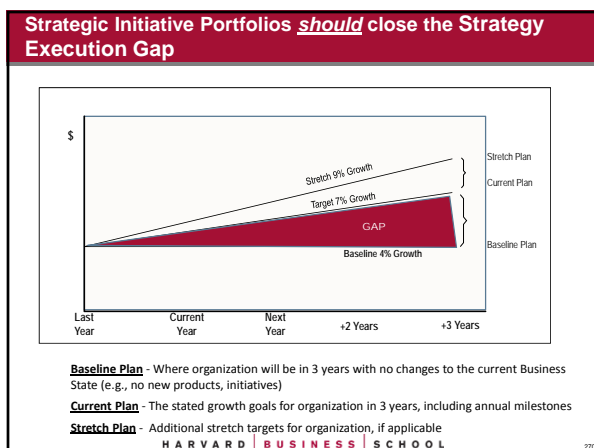 Strategic Initiative Portfolios should close the Strategy
Execution Gap
$
Stretch 9% Growth
Target 7% Growth
GAP
Baseline 4% Growth
Stretch Plan
Current Plan
Baseline Plan
Last
Year
Current
Year
Next
Year
+2 Years
+3 Years
Baseline Plan - Where organization will be in 3 years with no changes to the current Business
State (e.g., no new products, initiatives)
Current Plan - The stated growth goals for organization in 3 years, including annual milestones
Stretch Plan - Additional stretch targets for organization, if applicable
HARVARD | BUSINESS | SCHOOL
270